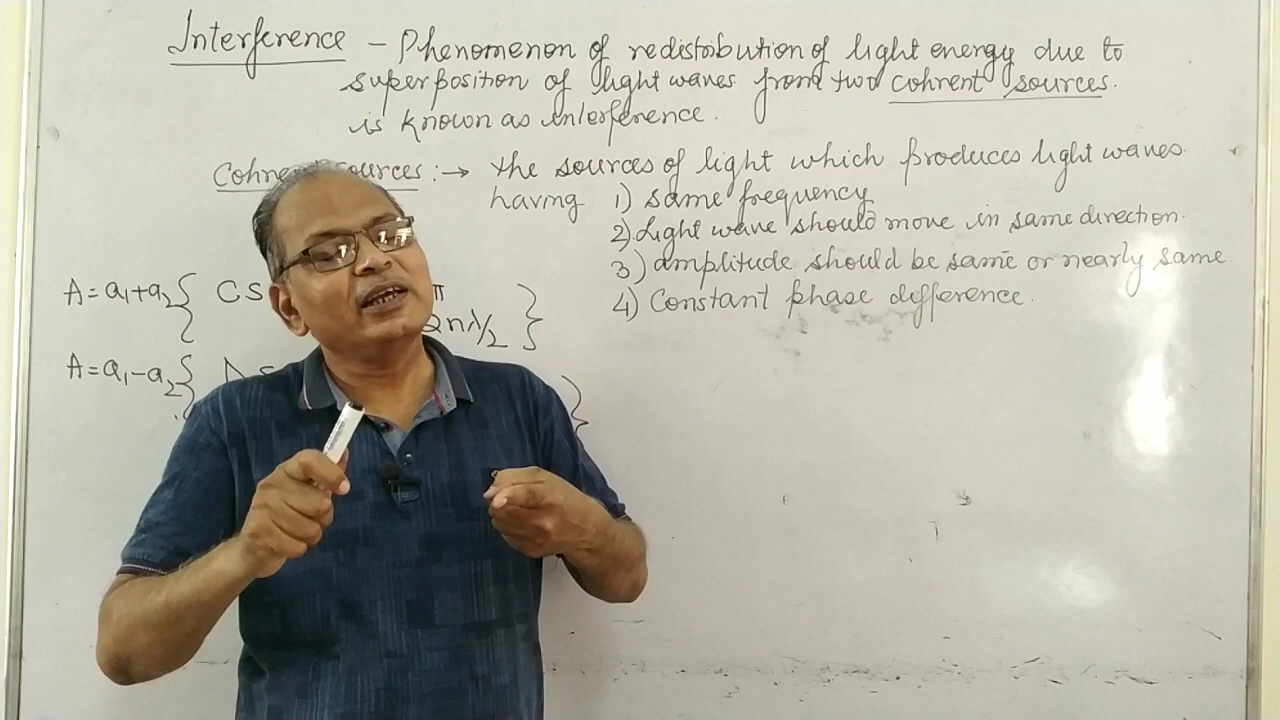 Interference - Phenomenon of redistribution of light energy due to
superposition of light waves from two cohrent sources.
is known as interference.
:→ the sources of light which produces light waves
having 1) same frequency
2) Light wave should move in same direction.
3) amplitude should be same or nearly same
4) Constant phase difference.
A = a₁+a₂ { CS π
2nλ/2 }
A = a₁-a₂ {